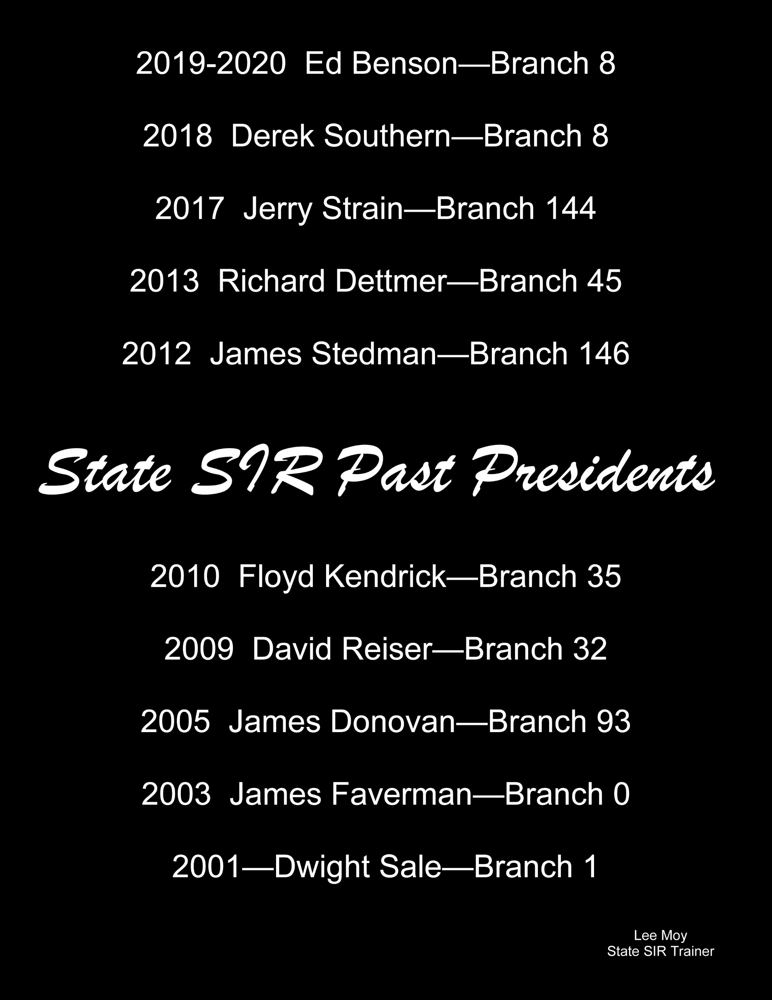 2019-2020  Ed Benson—Branch 8
2018  Derek Southern—Branch 8
2017  Jerry Strain—Branch 144
2013  Richard Dettmer—Branch 45
2012  James Stedman—Branch 146
State SIR Past Presidents
2010  Floyd Kendrick—Branch 35
2009  David Reiser—Branch 32
2005  James Donovan—Branch 93
2003  James Faverman—Branch 0
2001—Dwight Sale—Branch 1
Lee Moy
State SIR Trainer